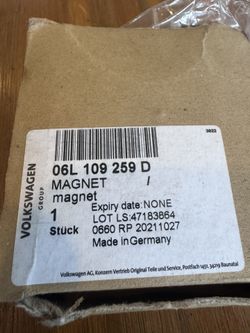 3022
VOLKSWAGEN
GROUP
06L 109 259 D
MAGNET /
magnet
Expiry date: NONE
1 LOT LS:47183864
Stück 0660 RP 20211027
Made in Germany
Volkswagen AG, Konzern Vertrieb Original Teile und Service, Postfach 1451, 34219 Baunatal